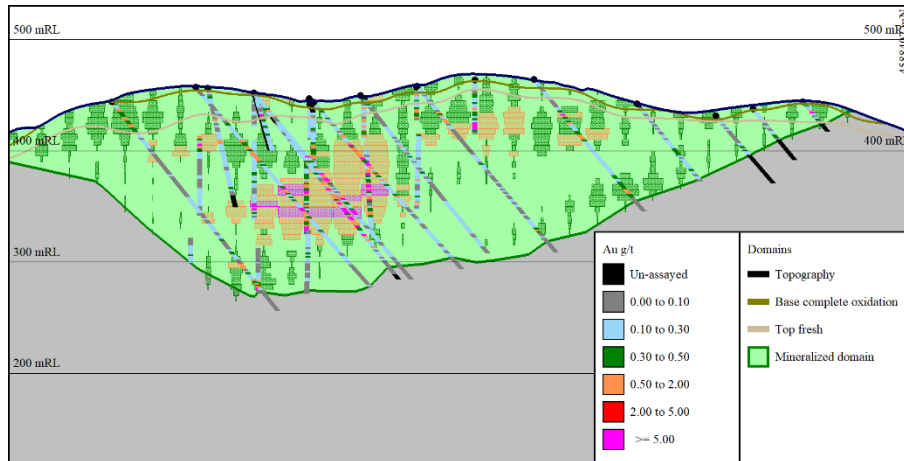 500 mRL
500 mRL
400 mRL
400 mRL
300 mRL
200 mRL
Au g/t
Un-assayed
0.00 to 0.10
0.10 to 0.30
0.30 to 0.50
0.50 to 2.00
2.00 to 5.00
>= 5.00
Domains
Topography
Base complete oxidation
Top fresh
Mineralized domain